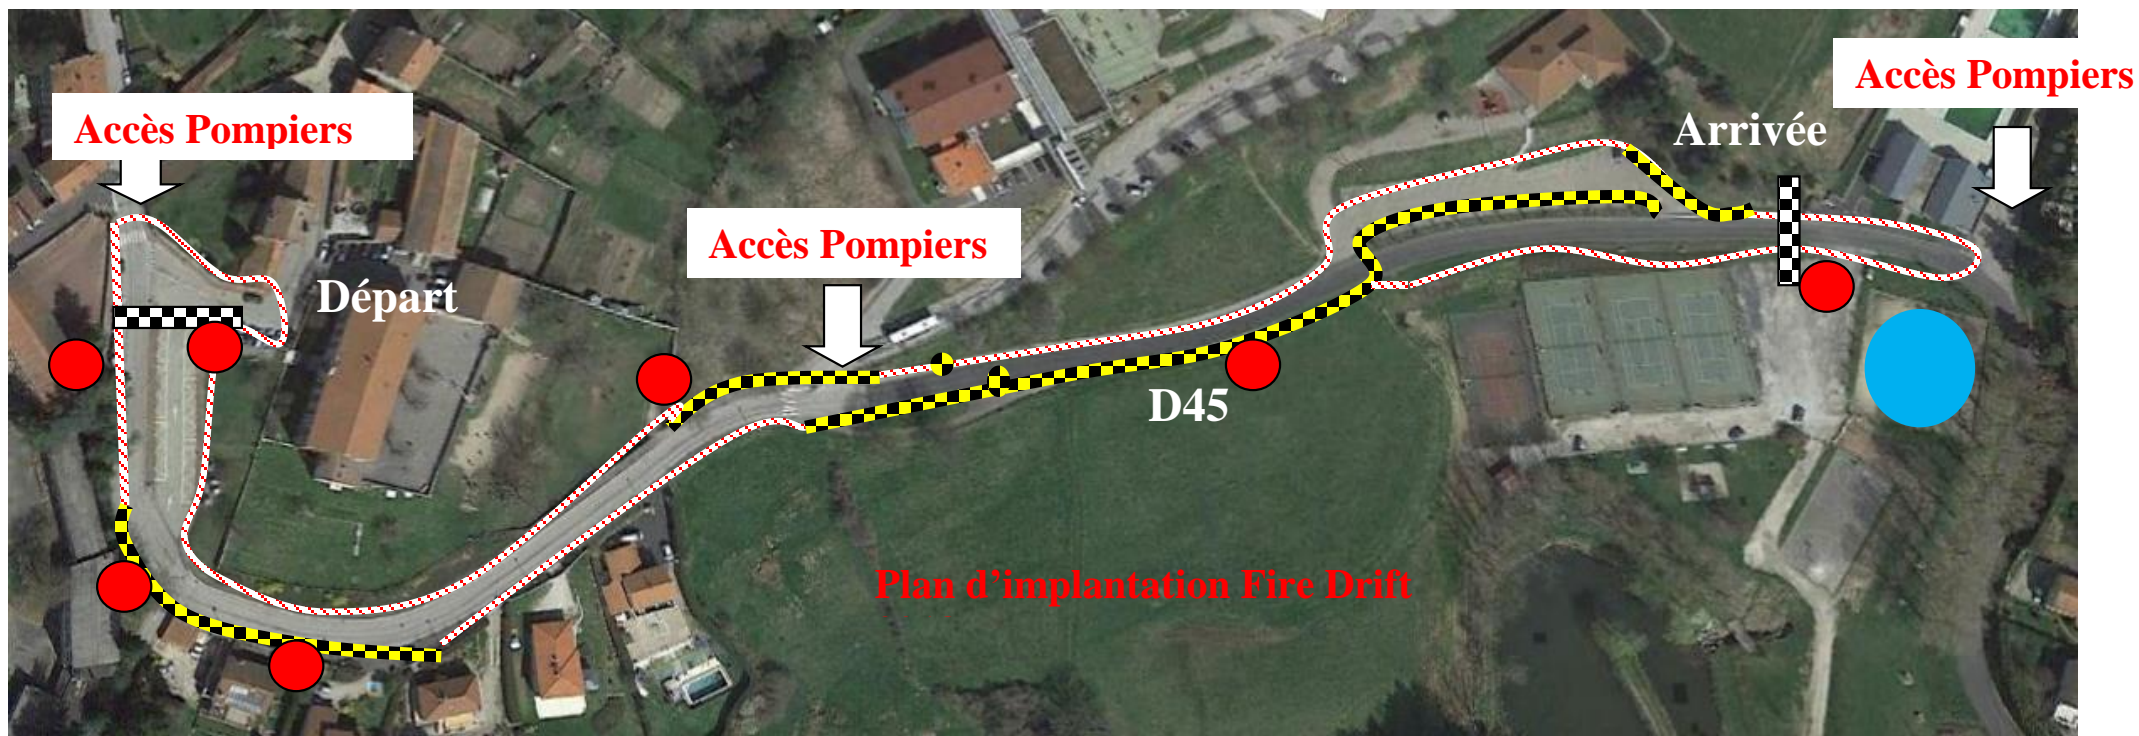 Accès Pompiers
Arrivée
Accès Pompiers
Accès Pompiers
Départ
D45
Plan d'implantation Fire Drift